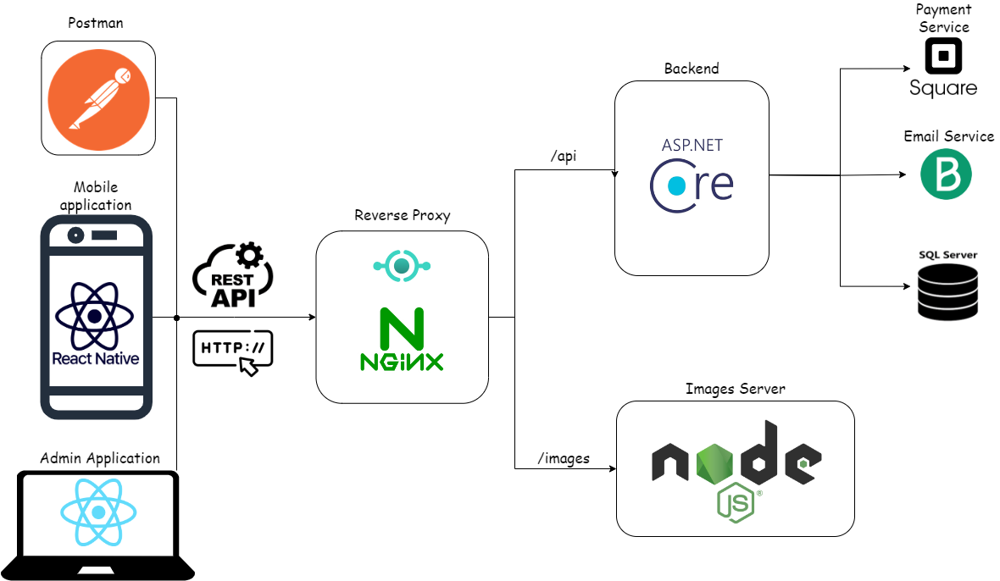 Postman
Mobile
application
React Native
Admin Application
REST
API
HTTP://
Reverse Proxy
N
NGiNX
/api
/images
Backend
ASP.NET
Core
Images Server
node
JS
®
Payment
Service
Square
Email Service
B
SQL Server